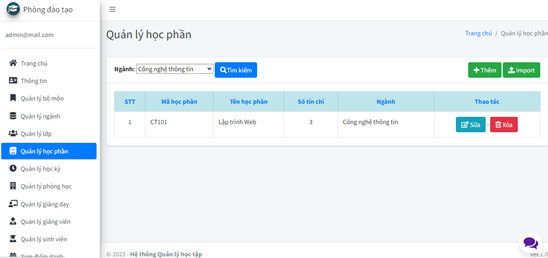 Phòng đào tạo
admin@mail.com
Trang chủ
Thông tin
Quản lý bộ môn
Quản lý ngành
Quản lý lớp
Quản lý học phần
Quản lý học kỳ
Quản lý phòng học
Quản lý giảng dạy
Quản lý giảng viên
Quản lý sinh viên
Xem điểm danh
Quản lý học phần
Trang chủ / Quản lý học phần
Ngành: Công nghệ thông tin Tìm kiếm Thêm Import
STT Mã học phần Tên học phần Số tín chỉ Ngành Thao tác
1 CT101 Lập trình Web 3 Công nghệ thông tin Sửa Xóa
© 2022 - Hệ thống Quản lý học tập